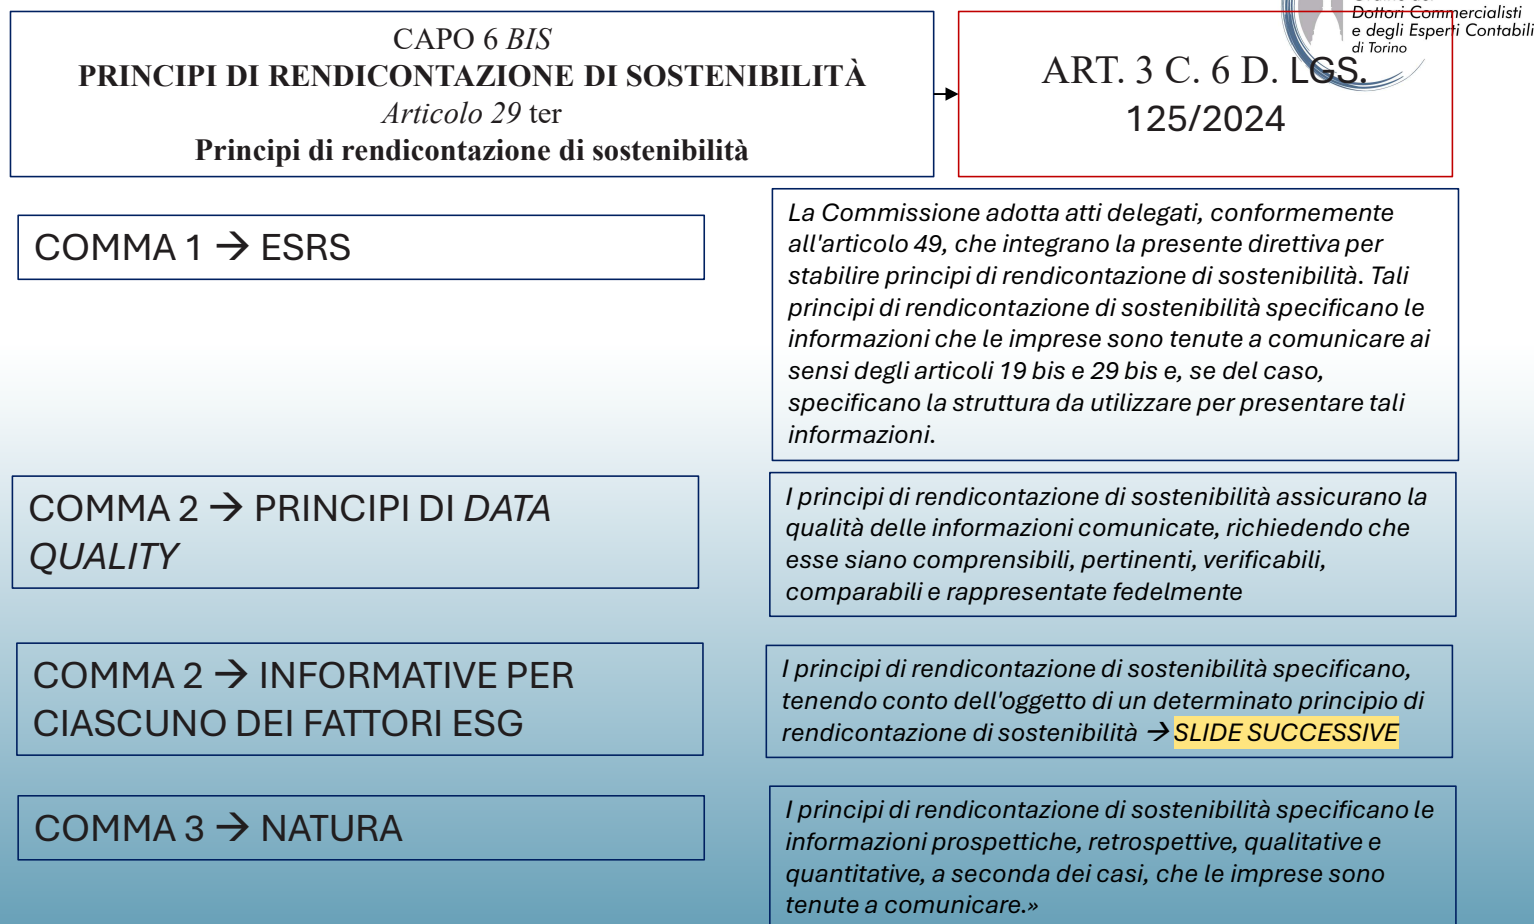 Dottori Commercialisti
e degli Esperti Contabili
di Torino
CAPO 6 BIS
PRINCIPI DI RENDICONTAZIONE DI SOSTENIBILITÀ
Articolo 29 ter
Principi di rendicontazione di sostenibilità
ART. 3 C. 6 D. LGS.
125/2024
COMMA 1 → ESRS
La Commissione adotta atti delegati, conformemente
all'articolo 49, che integrano la presente direttiva per
stabilire principi di rendicontazione di sostenibilità. Tali
principi di rendicontazione di sostenibilità specificano le
informazioni che le imprese sono tenute a comunicare ai
sensi degli articoli 19 bis e 29 bis e, se del caso,
specificano la struttura da utilizzare per presentare tali
informazioni.
COMMA 2 → PRINCIPI DI DATA
QUALITY
I principi di rendicontazione di sostenibilità assicurano la
qualità delle informazioni comunicate, richiedendo che
esse siano comprensibili, pertinenti, verificabili,
comparabili e rappresentate fedelmente
COMMA 2 → INFORMATIVE PER
CIASCUNO DEI FATTORI ESG
I principi di rendicontazione di sostenibilità specificano,
tenendo conto dell'oggetto di un determinato principio di
rendicontazione di sostenibilità → SLIDE SUCCESSIVE
COMMA 3 → NATURA
I principi di rendicontazione di sostenibilità specificano le
informazioni prospettiche, retrospettive, qualitative e
quantitative, a seconda dei casi, che le imprese sono
tenute a comunicare.»